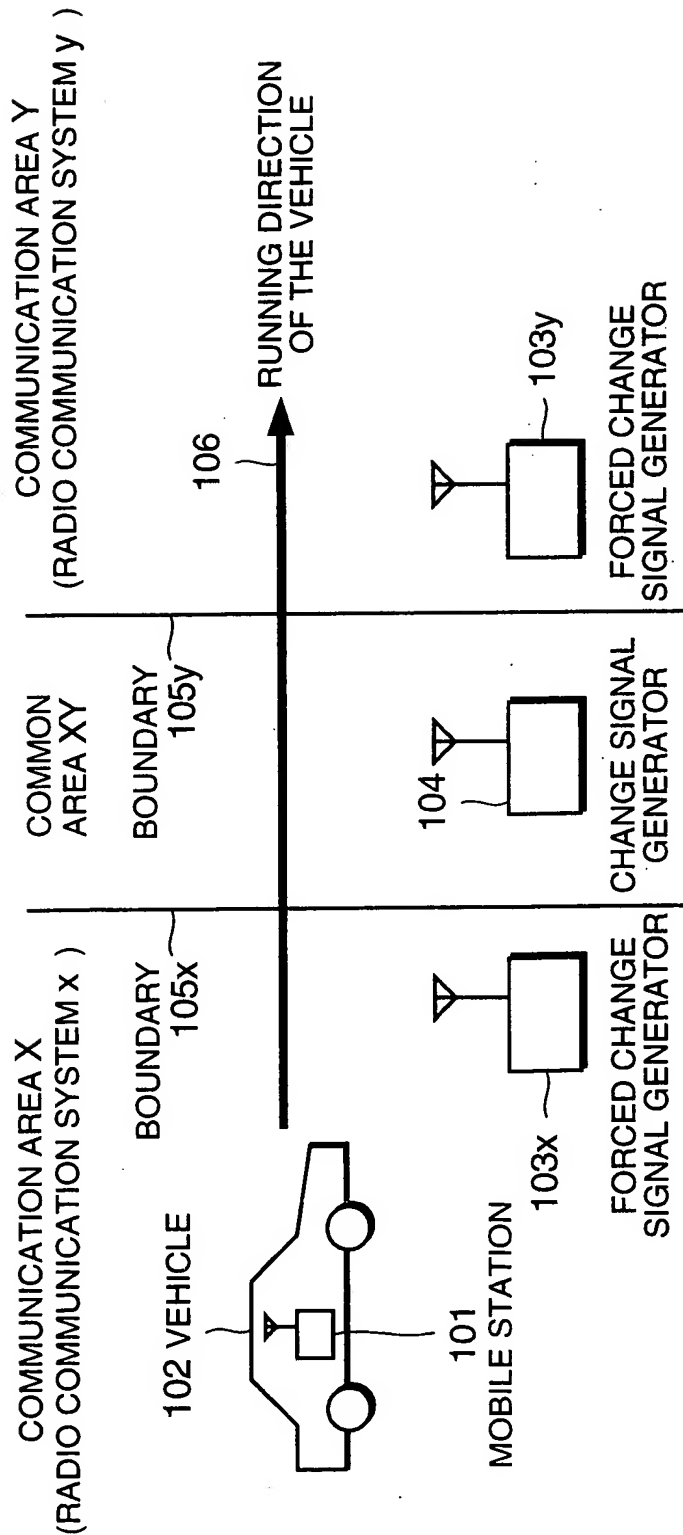 COMMUNICATION AREA X
(RADIO COMMUNICATION SYSTEM x )
COMMON
AREA XY
COMMUNICATION AREA Y
(RADIO COMMUNICATION SYSTEM y )
BOUNDARY
105x
BOUNDARY
105y
102 VEHICLE
106
RUNNING DIRECTION
OF THE VEHICLE
101
MOBILE STATION
103x
FORCED CHANGE
SIGNAL GENERATOR
104
CHANGE SIGNAL
GENERATOR
103y
FORCED CHANGE
SIGNAL GENERATOR